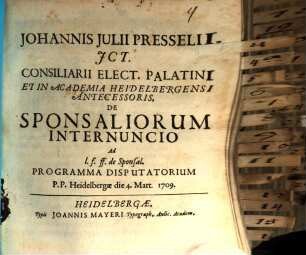 4
JOHANNIS JULII PRESSELII
JCT.
CONSILIARII ELECT. PALATINI
ET IN ACADEMIA HEIDELBERGENSI
ANTECESSORIS,
DE
SPONSALIORUM
INTERNUNCIO
Ad
l. f. ff. de Sponsal.
PROGRAMMA DISPUTATORIUM
P. P. Heidelbergæ die 4. Mart. 1709.
HEIDELBERGÆ.
Typis JOANNIS MAYERI Typograph. Aulic. Academ.